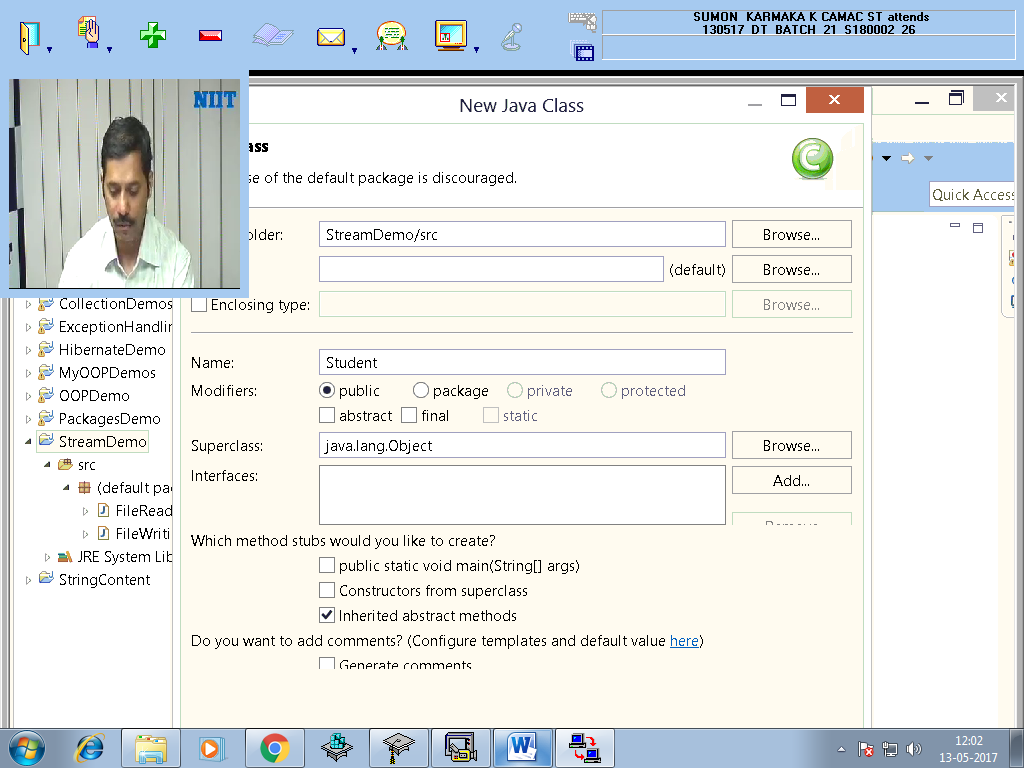 SUMON KARMAKA K CAMAC ST attends
130517 DT BATCH 21 S180002 26
NIIT
New Java Class
ass
se of the default package is discouraged.
Quick Access
older:
StreamDemo/src
Browse...
(default)
Browse...
Enclosing type:
Browse...
CollectionDemos
ExceptionHandlin
HibernateDemo
MyOOPDemos
OOPDemo
PackagesDemo
StreamDemo
src
(default pa
FileRead
FileWriti
JRE System Lib
StringContent
Name:
Student
Modifiers:
public
package
private
protected
abstract
final
static
Superclass:
java.lang.Object
Browse...
Interfaces:
Add...
Remove
Which method stubs would you like to create?
public static void main(String[] args)
Constructors from superclass
Inherited abstract methods
Do you want to add comments? (Configure templates and default value here)
Generate comments
12:02
13-05-2017